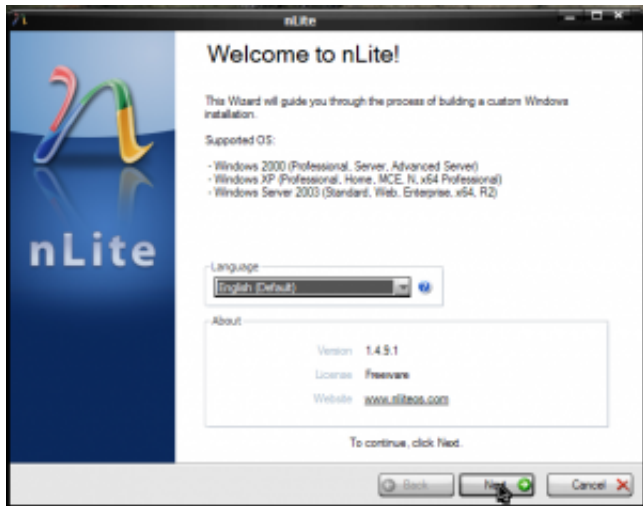 nLite
Welcome to nLite!
This Wizard will guide you through the process of building a custom Windows
installation.
Supported OS:
- Windows 2000 (Professional, Server, Advanced Server)
- Windows XP (Professional, Home, MCE, N, x64 Professional)
- Windows Server 2003 (Standard, Web, Enterprise, x64, R2)
nLite
Language
English (Default)
About
Version 1.4.9.1
License Freeware
Website www.nliteos.com
To continue, click Next.
Back Next Cancel